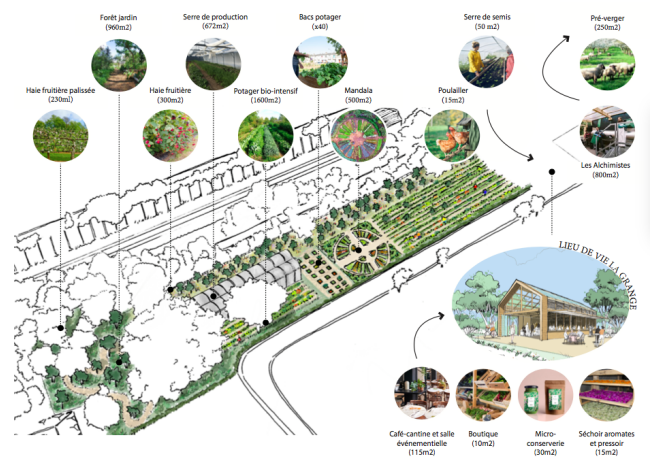 Forêt jardin
(960m2)
Serre de production
(672m2)
Bacs potager
(x40)
Serre de semis
(50 m2)
Pré-verger
(250m2)
Haie fruitière palissée
(230ml)
Haie fruitière
(300m2)
Potager bio-intensif
(1600m2)
Mandala
(500m2)
Poulailler
(15m2)
Les Alchimistes
(800m2)
LIEU DE VIE LA GRANGE
Café-cantine et salle
événementielle
(115m2)
Boutique
(10m2)
Micro-
conserverie
(30m2)
Séchoir aromates
et pressoir
(15m2)